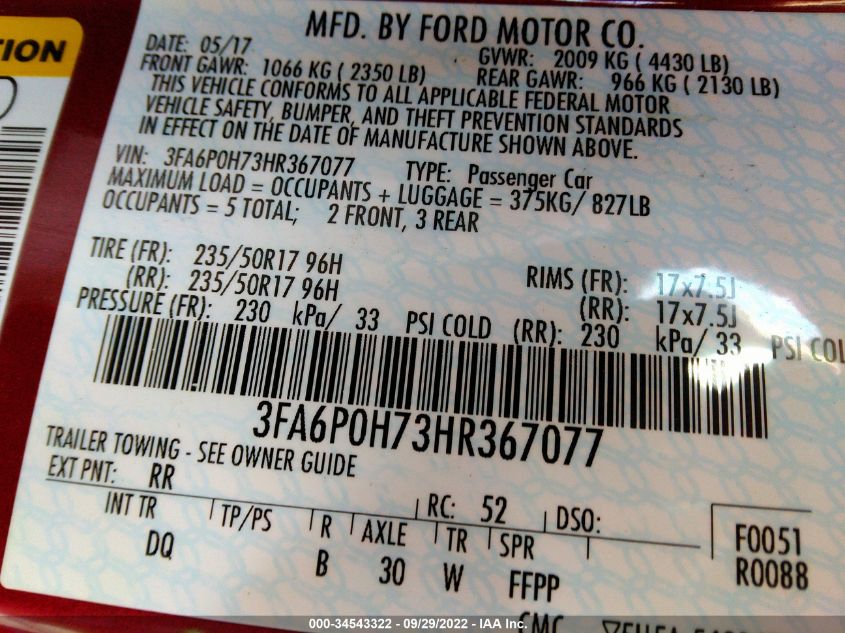 ION
MFD. BY FORD MOTOR CO.
DATE: 05/17 GVWR: 2009 KG ( 4430 LB)
FRONT GAWR: 1066 KG ( 2350 LB) REAR GAWR: 966 KG ( 2130 LB)
THIS VEHICLE CONFORMS TO ALL APPLICABLE FEDERAL MOTOR
VEHICLE SAFETY, BUMPER, AND THEFT PREVENTION STANDARDS
IN EFFECT ON THE DATE OF MANUFACTURE SHOWN ABOVE.
VIN: 3FA6P0H73HR367077 TYPE: Passenger Car
MAXIMUM LOAD = OCCUPANTS + LUGGAGE = 375KG/ 827LB
OCCUPANTS = 5 TOTAL; 2 FRONT, 3 REAR
TIRE (FR): 235/50R17 96H RIMS (FR): 17x7.5J
(RR): 235/50R17 96H (RR): 17x7.5J
PRESSURE (FR): 230 kPa/ 33 PSI COLD (RR): 230 kPa/ 33 PSI COL
3FA6P0H73HR367077
TRAILER TOWING - SEE OWNER GUIDE
EXT PNT: RR RC: 52 DSO:
INT TR TP/PS R AXLE TR SPR F0051
DQ B 30 W FFPP R0088
CMC
000-34543322 - 09/29/2022 - IAA Inc.